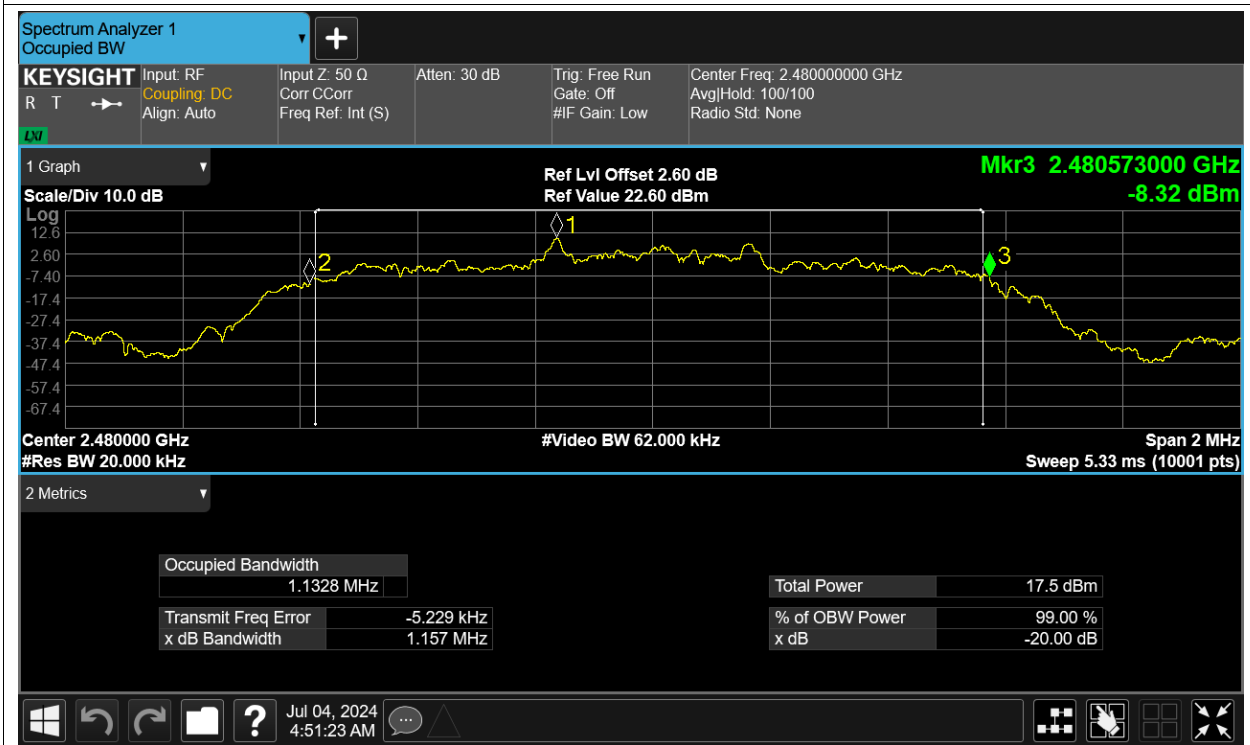 Spectrum Analyzer 1
Occupied BW
KEYSIGHT
R T
LXI
Input: RF
Coupling: DC
Align: Auto
Input Z: 50 Ω
Corr CCorr
Freq Ref: Int (S)
Atten: 30 dB
Trig: Free Run
Gate: Off
#IF Gain: Low
Center Freq: 2.480000000 GHz
Avg|Hold: 100/100
Radio Std: None
1 Graph
Scale/Div 10.0 dB
Ref Lvl Offset 2.60 dB
Ref Value 22.60 dBm
Mkr3 2.480573000 GHz
-8.32 dBm
Log
12.6
2.60
-7.40
-17.4
-27.4
-37.4
-47.4
-57.4
-67.4
1
2
3
Center 2.480000 GHz
#Res BW 20.000 kHz
#Video BW 62.000 kHz
Span 2 MHz
Sweep 5.33 ms (10001 pts)
2 Metrics
Occupied Bandwidth
1.1328 MHz
Transmit Freq Error -5.229 kHz
x dB Bandwidth 1.157 MHz
Total Power 17.5 dBm
% of OBW Power 99.00 %
x dB -20.00 dB
?
Jul 04, 2024
4:51:23 AM